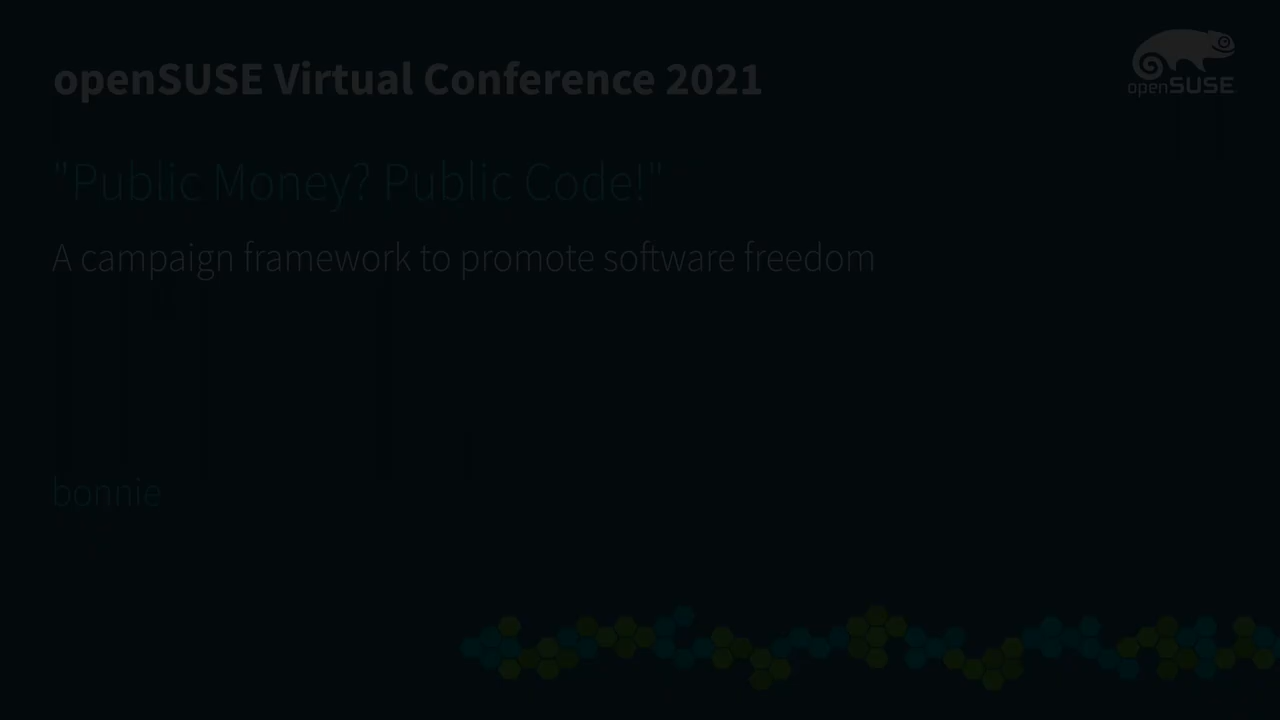 openSUSE Virtual Conference 2021
openSUSE
"Public Money? Public Code!"
A campaign framework to promote software freedom
bonnie